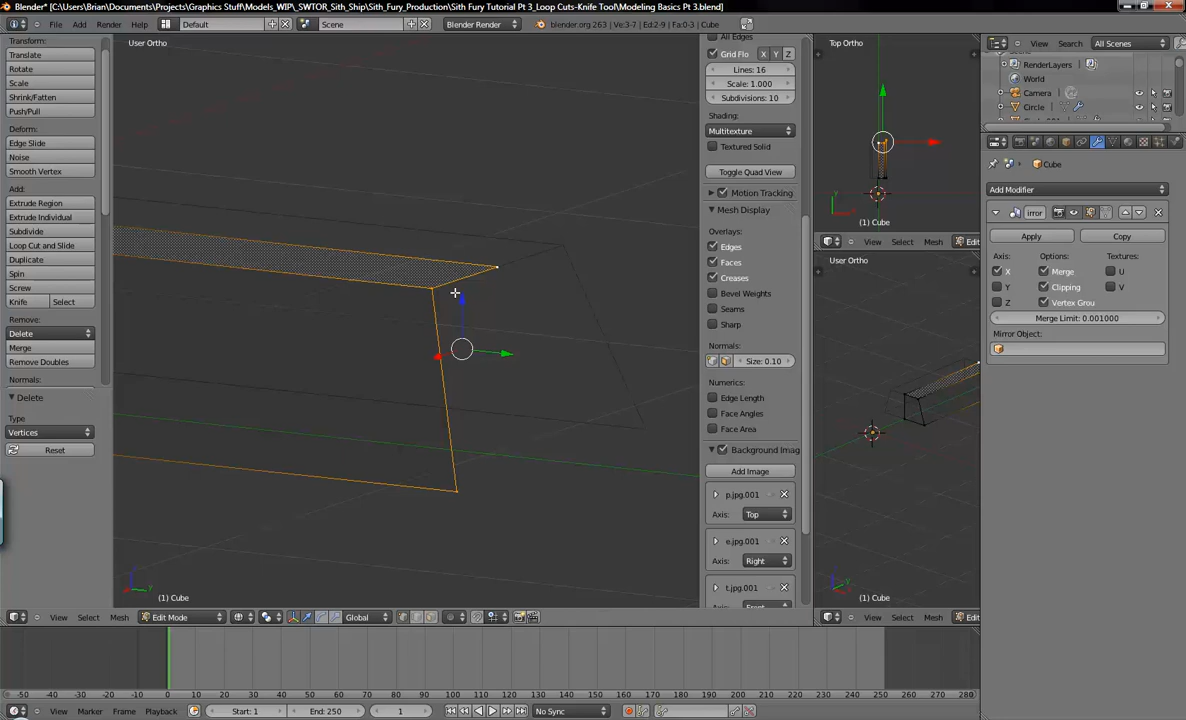 Blender* [C:\Users\Brian\Documents\Projects\Graphics Stuff\Models_WIP\SWTOR_Sith_Ship\Sith_Fury_Production\Sith Fury Tutorial Pt 3_Loop Cuts-Knife Tool\Modeling Basics Pt 3.blend]
File Add Render Help Default Scene Blender Render blender.org 263 | Ve:3-7 | Ed:2-9 | Fa:0-3 | Cube
View Search All Scenes
RenderLayers
World
Camera
Circle
Transform:
Translate
Rotate
Scale
Shrink/Fatten
Push/Pull
Deform:
Edge Slide
Noise
Smooth Vertex
Add:
Extrude Region
Extrude Individual
Subdivide
Loop Cut and Slide
Duplicate
Spin
Screw
Knife Select
Remove:
Delete
Merge
Remove Doubles
Normals:
Delete
Type
Vertices
Reset
User Ortho
(1) Cube
View Select Mesh Edit Mode Global
All Edges
Grid Flo X Y Z
Lines: 16
Scale: 1.000
Subdivisions: 10
Shading:
Multitexture
Textured Solid
Toggle Quad View
Motion Tracking
Mesh Display
Overlays:
Edges
Faces
Creases
Bevel Weights
Seams
Sharp
Normals:
Size: 0.10
Numerics:
Edge Length
Face Angles
Face Area
Background Imag
Add Image
p.jpg.001
Axis: Top
e.jpg.001
Axis: Right
t.jpg.001
Axis: Front
Top Ortho
(1) Cube
View Select Mesh Edit
User Ortho
(1) Cube
View Select Mesh Edit
Cube
Add Modifier
irror
Apply Copy
Axis: Options: Textures:
X Merge U
Y Clipping V
Z Vertex Grou
Merge Limit: 0.001000
Mirror Object:
-50 -40 -30 -20 -10 0 10 20 30 40 50 60 70 80 90 100 110 120 130 140 150 160 170 180 190 200 210 220 230 240 250 260 270 280
View Marker Frame Playback Start: 1 End: 250 1 No Sync